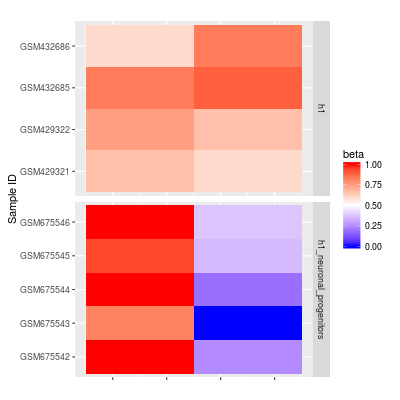 GSM432686
GSM432685
GSM429322
GSM429321
h1
GSM675546
GSM675545
GSM675544
GSM675543
GSM675542
h1_neuronal_progenitors
Sample ID
beta
1.00
0.75
0.50
0.25
0.00